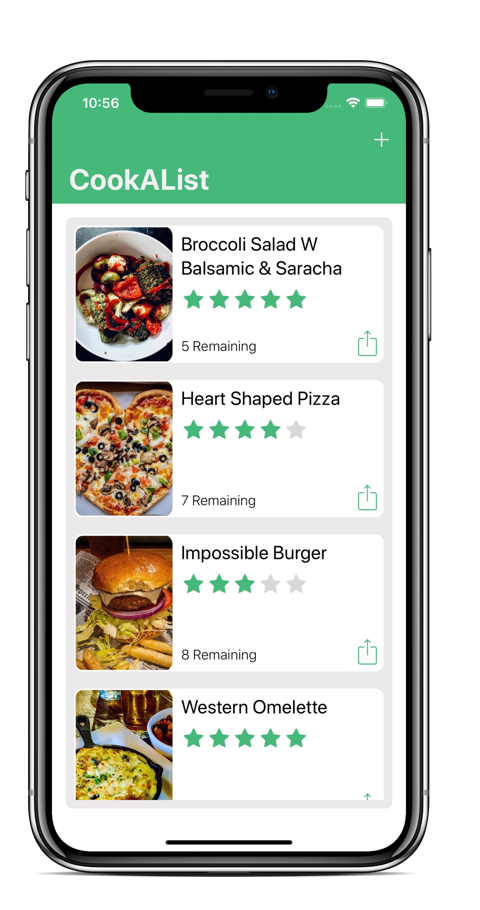 10:56
CookAList
Broccoli Salad W
Balsamic & Saracha
5 Remaining
Heart Shaped Pizza
7 Remaining
Impossible Burger
8 Remaining
Western Omelette